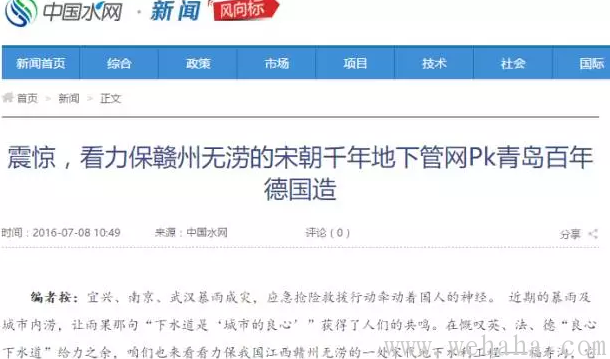 中国水网 · 新闻 风向标
新闻首页 综合 政策 市场 项目 技术 社会 国际
首页 > 新闻 > 正文
震惊，看力保赣州无涝的宋朝千年地下管网Pk青岛百年
德国造
时间：2016-07-08 10:49 来源：中国水网 评论（0） 分享
编者按：宜兴、南京、武汉暴雨成灾，应急抢险救援行动牵动着国人的神经。 近期的暴雨及
城市内涝，让雨果那句“下水道是‘城市的良心’”获得了人们的共鸣。在慨叹英、法、德“良心
下水道”给力之余，咱们也来看看力保我国江西赣州无涝的一处宋代地下水利工程——福寿沟，
www.webaha.com